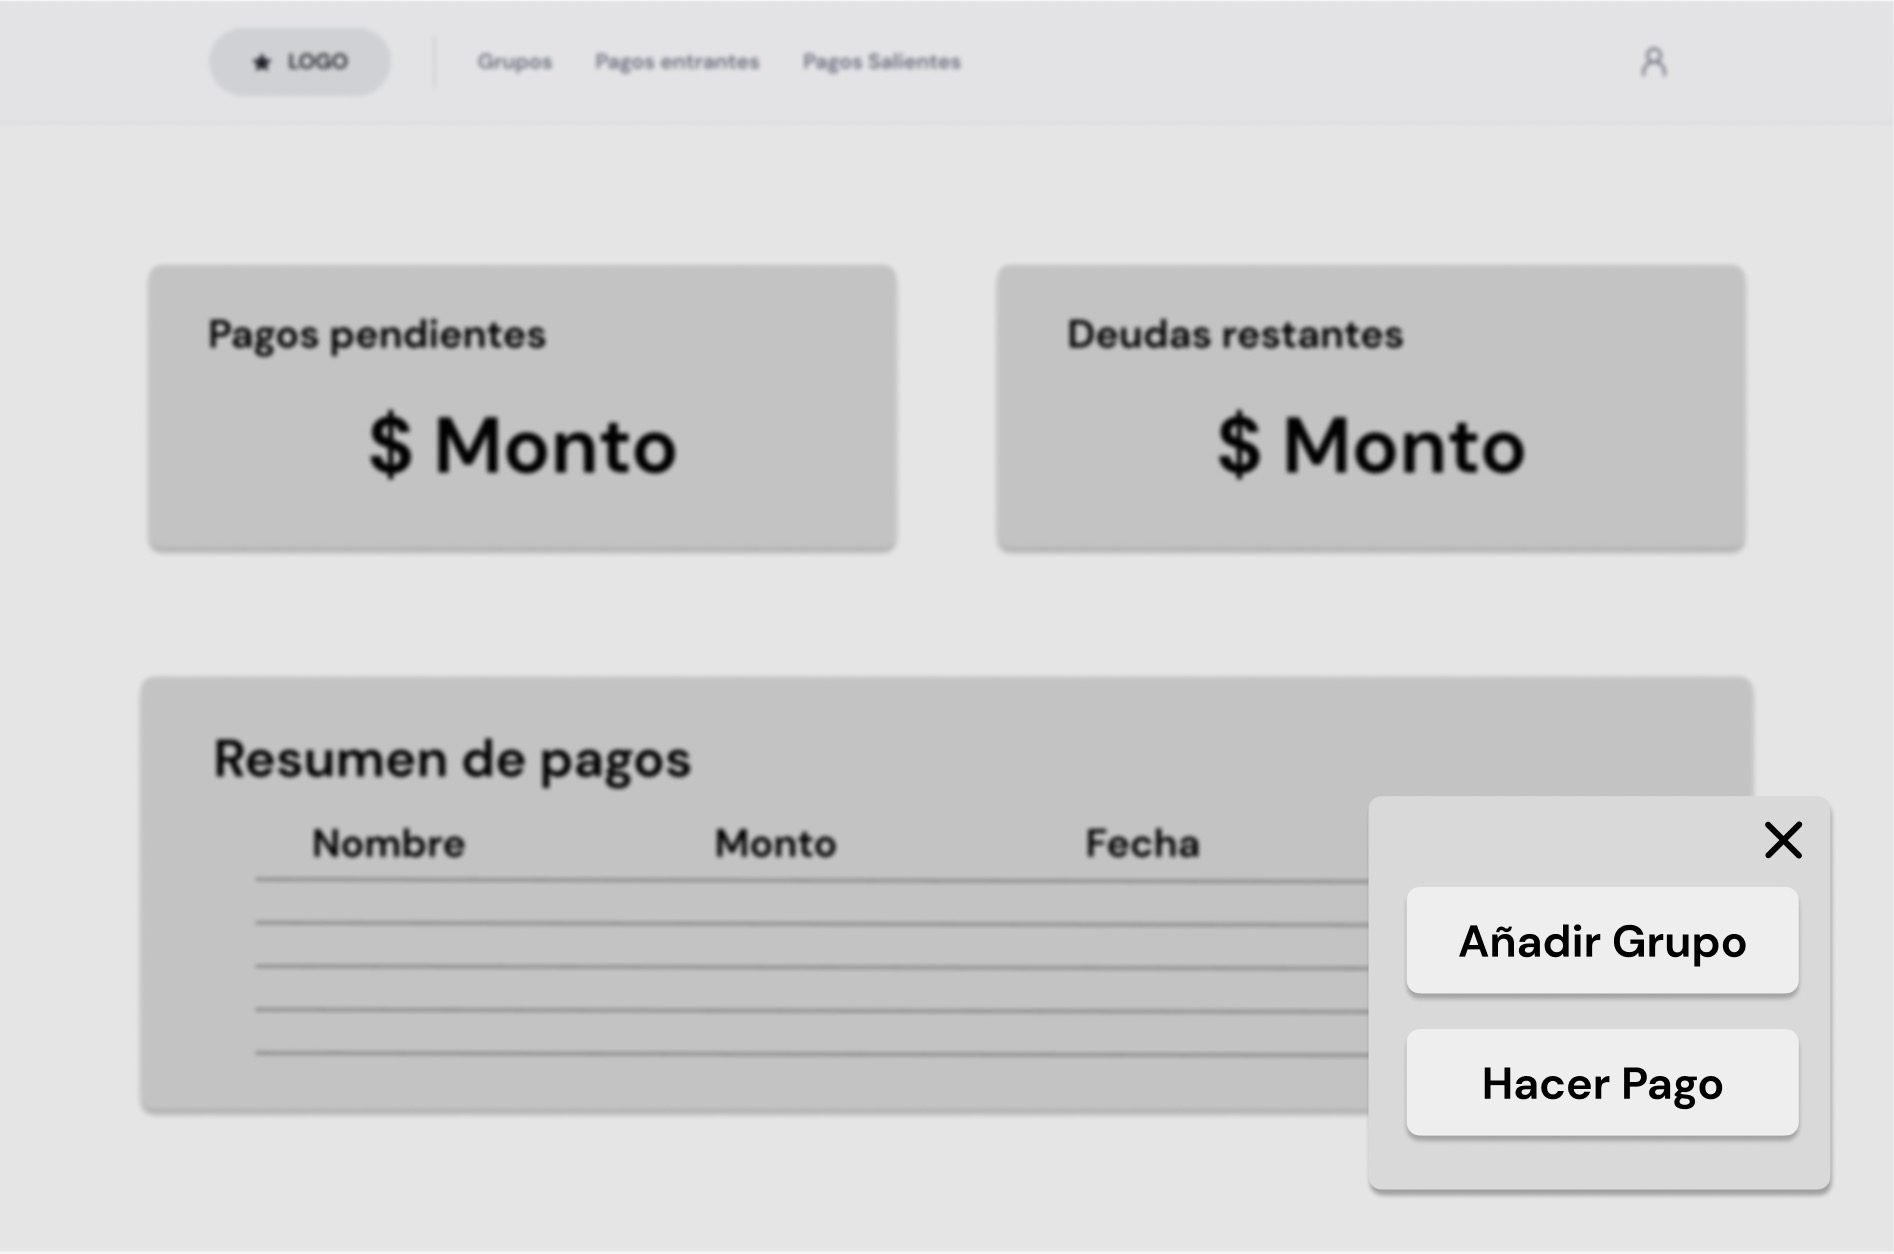 LOGO
Grupos
Pagos entrantes
Pagos Salientes
Pagos pendientes
$ Monto
Deudas restantes
$ Monto
Resumen de pagos
Nombre
Monto
Fecha
Añadir Grupo
Hacer Pago